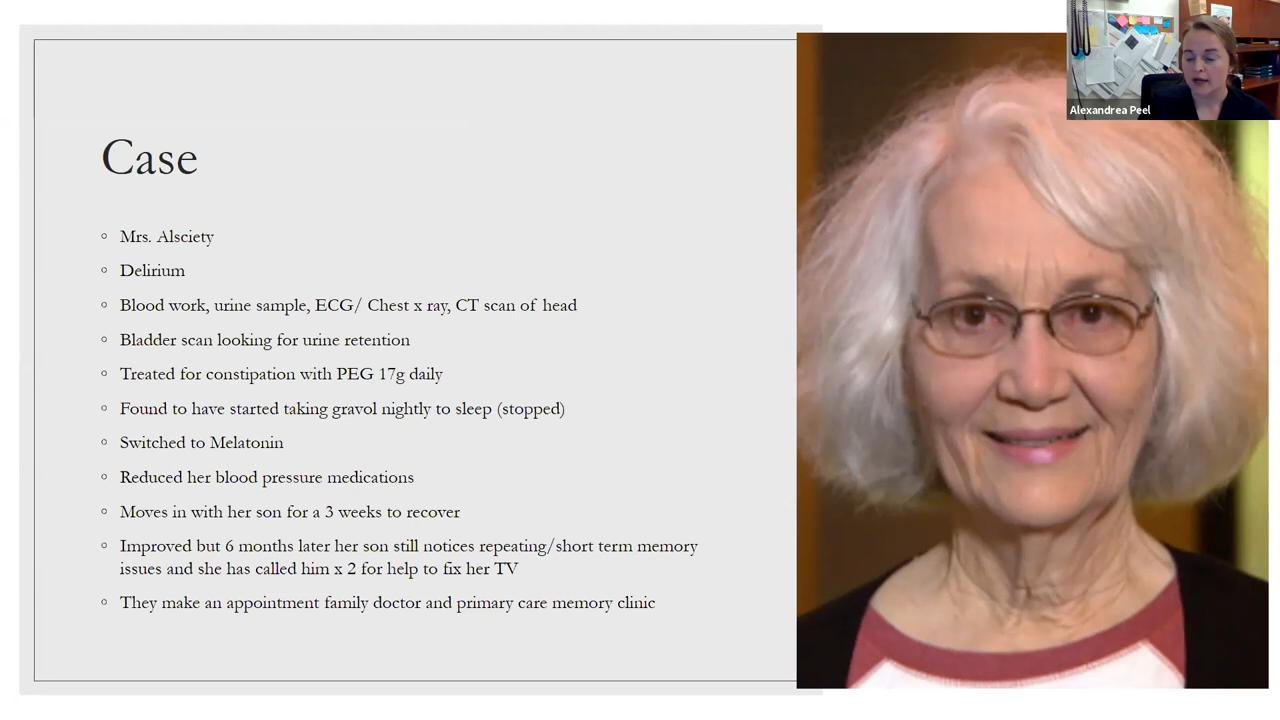 Alexandrea Peel
Case
Mrs. Alsciety
Delirium
Blood work, urine sample, ECG/ Chest x ray, CT scan of head
Bladder scan looking for urine retention
Treated for constipation with PEG 17g daily
Found to have started taking gravol nightly to sleep (stopped)
Switched to Melatonin
Reduced her blood pressure medications
Moves in with her son for a 3 weeks to recover
Improved but 6 months later her son still notices repeating/short term memory
issues and she has called him x 2 for help to fix her TV
They make an appointment family doctor and primary care memory clinic